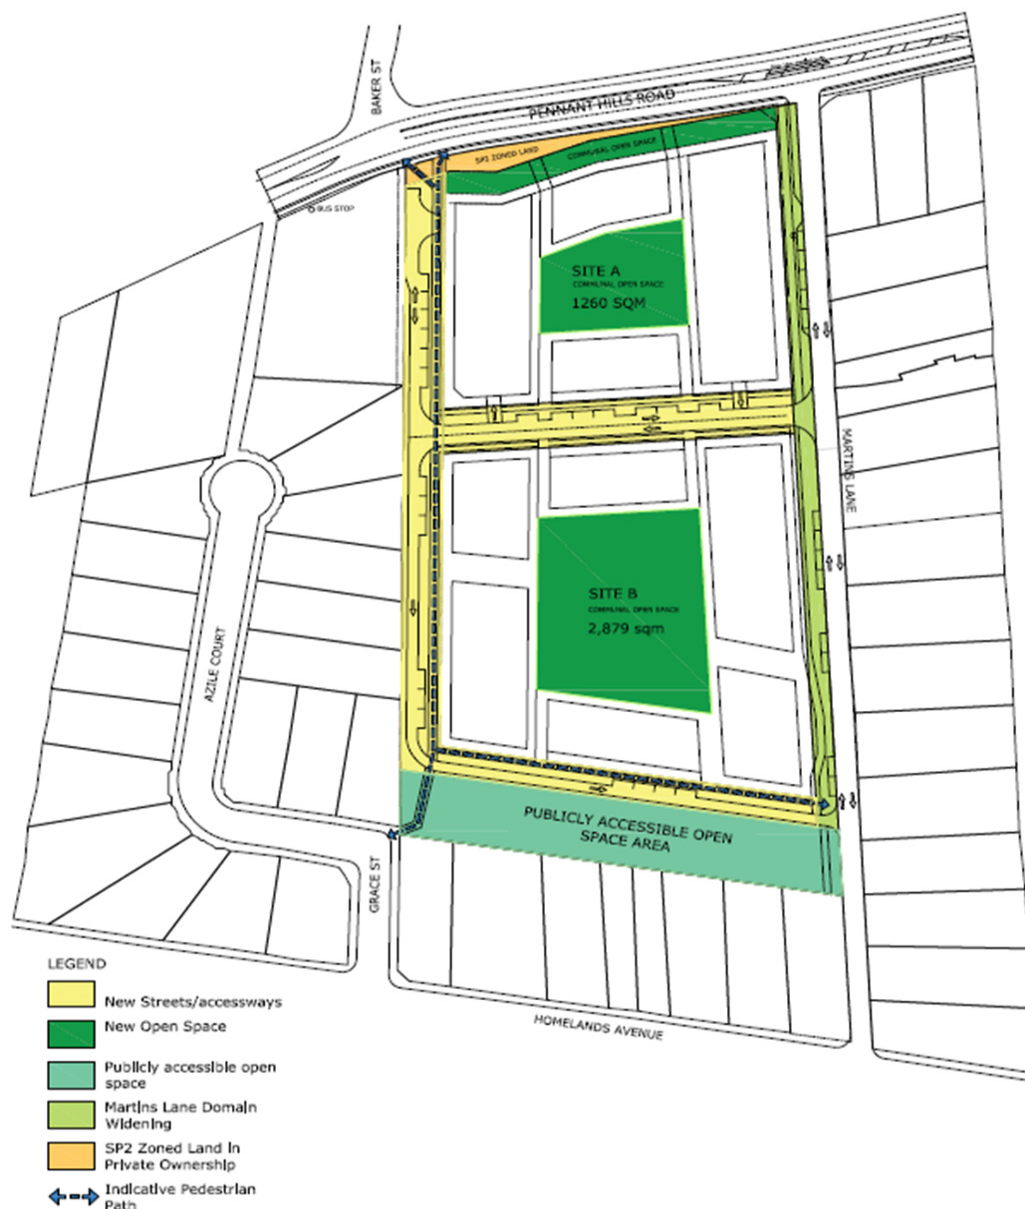 BAKER ST
PENNANT HILLS ROAD
SP2 ZONED LAND
COMMUNAL OPEN SPACE
BUS STOP
SITE A
COMMUNAL OPEN SPACE
1260 SQM
MARTINS LANE
SITE B
COMMUNAL OPEN SPACE
2,879 sqm
AZILE COURT
PUBLICLY ACCESSIBLE OPEN
SPACE AREA
GRACE ST
HOMELANDS AVENUE
LEGEND
New Streets/accessways
New Open Space
Publicly accessible open
space
Martins Lane Domain
Widening
SP2 Zoned Land in
Private Ownership
Indicative Pedestrian
Path